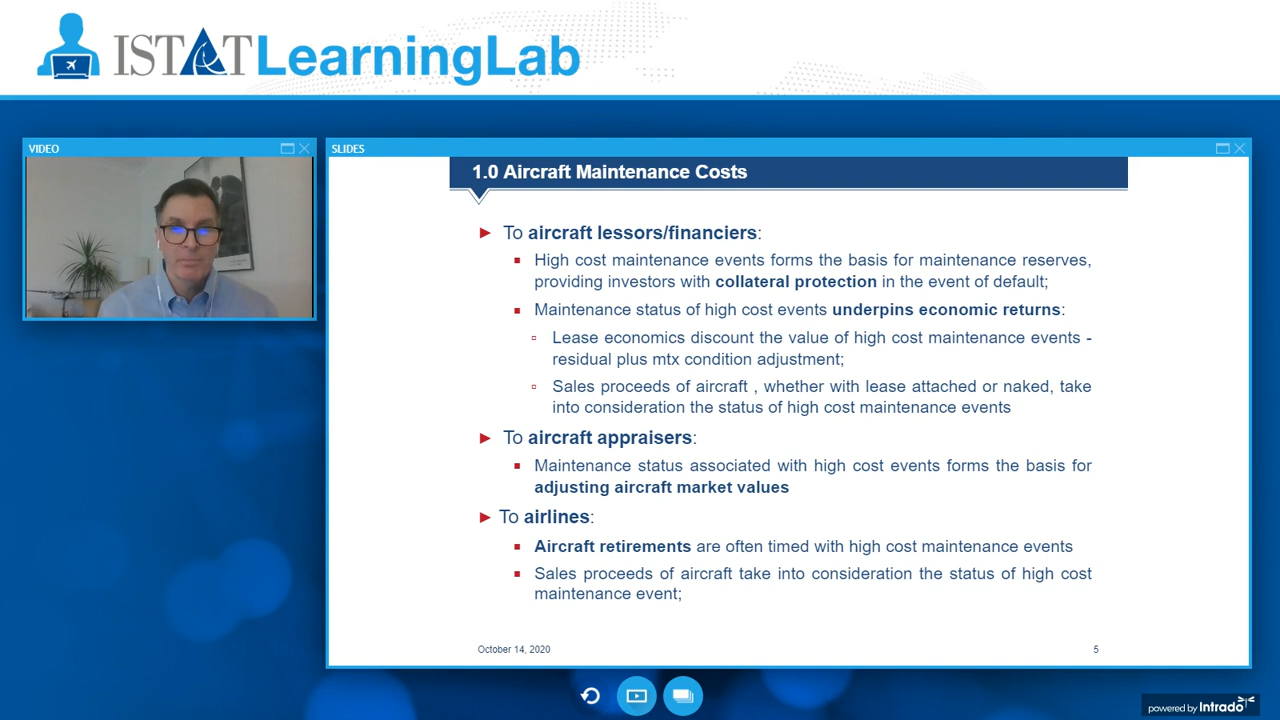 ISTAT LearningLab
VIDEO
SLIDES
1.0 Aircraft Maintenance Costs
To aircraft lessors/financiers:
High cost maintenance events forms the basis for maintenance reserves,
providing investors with collateral protection in the event of default;
Maintenance status of high cost events underpins economic returns:
Lease economics discount the value of high cost maintenance events -
residual plus mtx condition adjustment;
Sales proceeds of aircraft , whether with lease attached or naked, take
into consideration the status of high cost maintenance events
To aircraft appraisers:
Maintenance status associated with high cost events forms the basis for
adjusting aircraft market values
To airlines:
Aircraft retirements are often timed with high cost maintenance events
Sales proceeds of aircraft take into consideration the status of high cost
maintenance event;
October 14, 2020
5
powered by Intrado